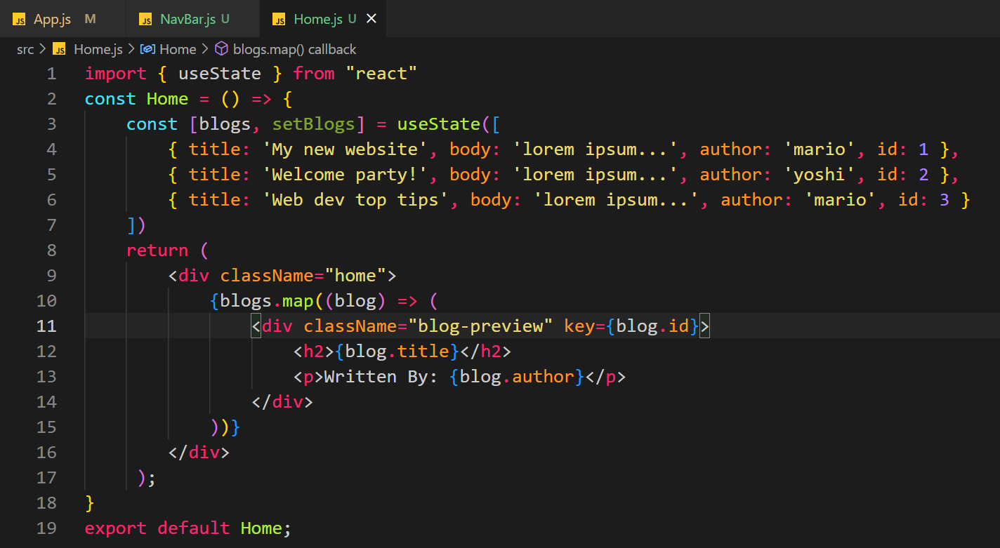 JS App.js M JS NavBar.js U JS Home.js U ×
src > JS Home.js > Home > blogs.map() callback
1 import { useState } from "react"
2 const Home = () => {
3     const [blogs, setBlogs] = useState([
4         { title: 'My new website', body: 'lorem ipsum...', author: 'mario', id: 1 },
5         { title: 'Welcome party!', body: 'lorem ipsum...', author: 'yoshi', id: 2 },
6         { title: 'Web dev top tips', body: 'lorem ipsum...', author: 'mario', id: 3 }
7     ])
8     return (
9         <div className="home">
10             {blogs.map((blog) => (
11                 <div className="blog-preview" key={blog.id}>
12                     <h2>{blog.title}</h2>
13                     <p>Written By: {blog.author}</p>
14                 </div>
15             ))}
16         </div>
17      );
18 }
19 export default Home;